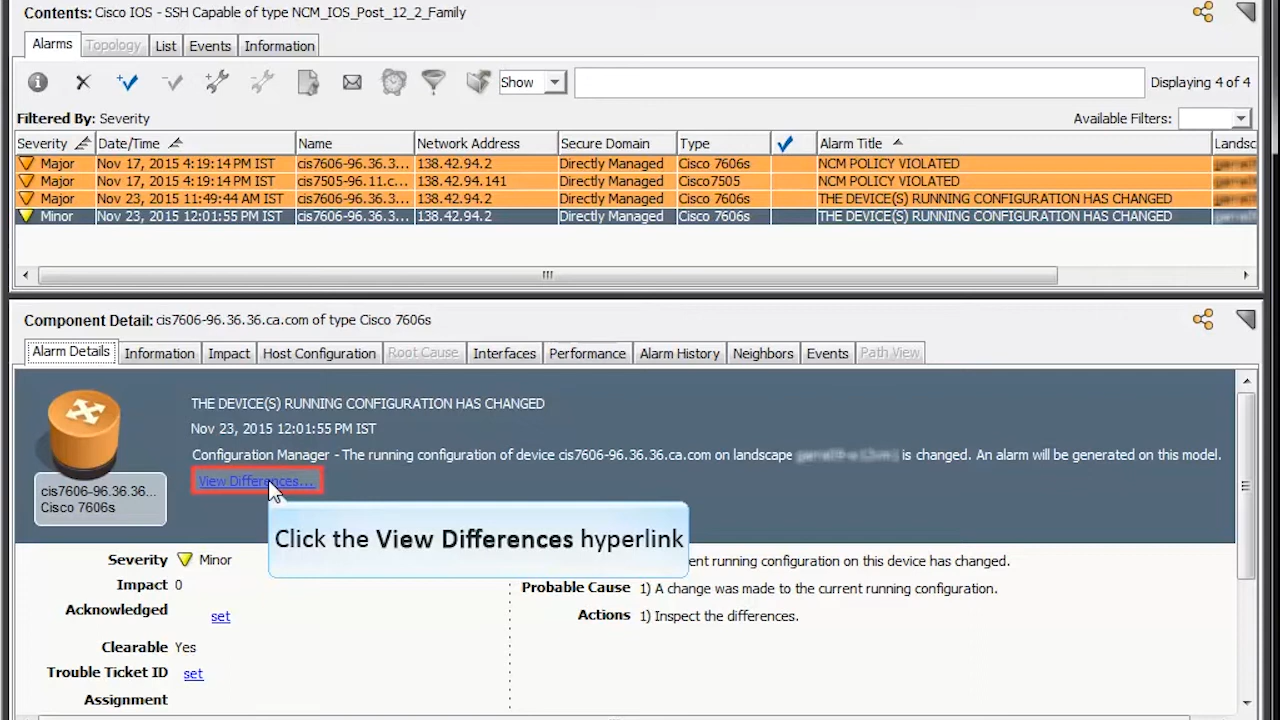 Contents: Cisco IOS - SSH Capable of type NCM_IOS_Post_12_2_Family
Alarms Topology List Events Information
Show Displaying 4 of 4
Filtered By: Severity Available Filters:
Severity Date/Time Name Network Address Secure Domain Type Alarm Title Landsc
Major Nov 17, 2015 4:19:14 PM IST cis7606-96.36.3... 138.42.94.2 Directly Managed Cisco 7606s NCM POLICY VIOLATED
Major Nov 17, 2015 4:19:14 PM IST cis7505-96.11.c... 138.42.94.141 Directly Managed Cisco7505 NCM POLICY VIOLATED
Major Nov 23, 2015 11:49:44 AM IST cis7606-96.36.3... 138.42.94.2 Directly Managed Cisco 7606s THE DEVICE(S) RUNNING CONFIGURATION HAS CHANGED
Minor Nov 23, 2015 12:01:55 PM IST cis7606-96.36.3... 138.42.94.2 Directly Managed Cisco 7606s THE DEVICE(S) RUNNING CONFIGURATION HAS CHANGED
Component Detail: cis7606-96.36.36.ca.com of type Cisco 7606s
Alarm Details Information Impact Host Configuration Root Cause Interfaces Performance Alarm History Neighbors Events Path View
THE DEVICE(S) RUNNING CONFIGURATION HAS CHANGED
Nov 23, 2015 12:01:55 PM IST
Configuration Manager - The running configuration of device cis7606-96.36.36.ca.com on landscape is changed. An alarm will be generated on this model.
View Differences...
cis7606-96.36.36...
Cisco 7606s
Click the View Differences hyperlink
Severity Minor
ent running configuration on this device has changed.
Impact 0
Probable Cause 1) A change was made to the current running configuration.
Acknowledged set
Actions 1) Inspect the differences.
Clearable Yes
Trouble Ticket ID set
Assignment